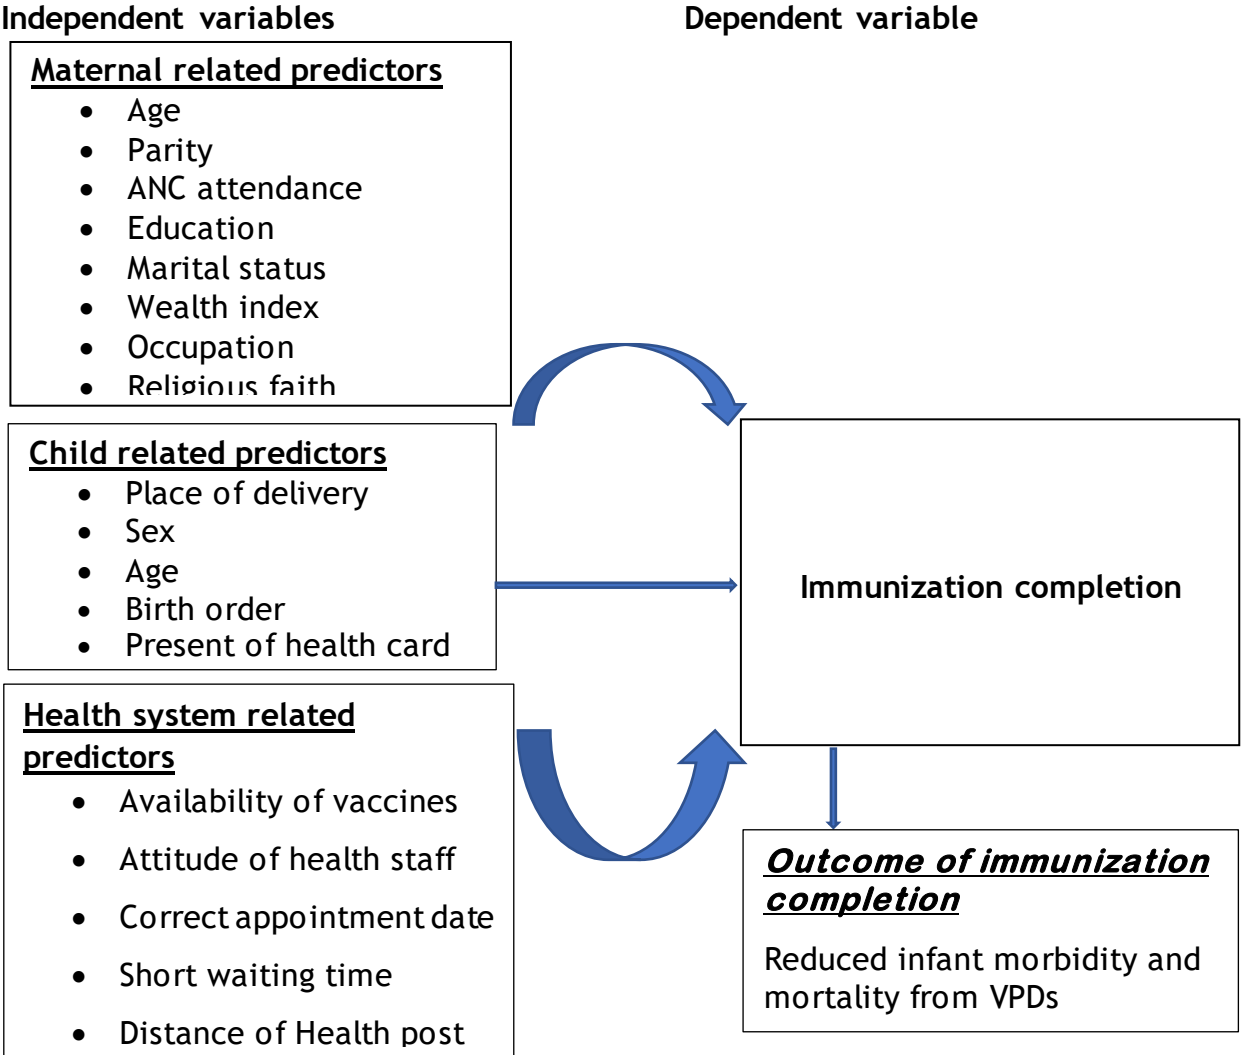 Independent variables
Dependent variable
Maternal related predictors
• Age
• Parity
• ANC attendance
• Education
• Marital status
• Wealth index
• Occupation
• Religious faith
Child related predictors
• Place of delivery
• Sex
• Age
• Birth order
• Present of health card
Health system related
predictors
• Availability of vaccines
• Attitude of health staff
• Correct appointment date
• Short waiting time
• Distance of Health post
Immunization completion
Outcome of immunization
completion
Reduced infant morbidity and
mortality from VPDs